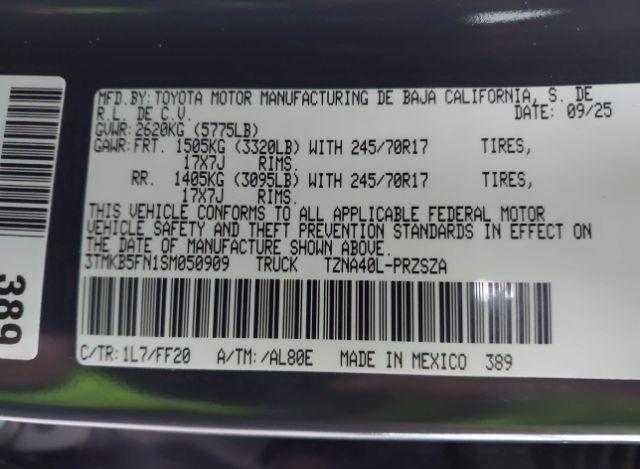 MFD.BY: TOYOTA MOTOR MANUFACTURING DE BAJA CALIFORNIA, S. DE
R.L. DE C.V. DATE: 09/25
GVWR: 2620KG (5775LB)
GAWR: FRT. 1505KG (3320LB) WITH 245/70R17 TIRES,
17X7J RIMS.
RR. 1405KG (3095LB) WITH 245/70R17 TIRES,
17X7J RIMS.
THIS VEHICLE CONFORMS TO ALL APPLICABLE FEDERAL MOTOR
VEHICLE SAFETY AND THEFT PREVENTION STANDARDS IN EFFECT ON
THE DATE OF MANUFACTURE SHOWN ABOVE.
3TMKB5FN1SM050909 TRUCK TZNA40L-PRZSZA
C/TR: 1L7/FF20 A/TM: /AL80E MADE IN MEXICO 389
389